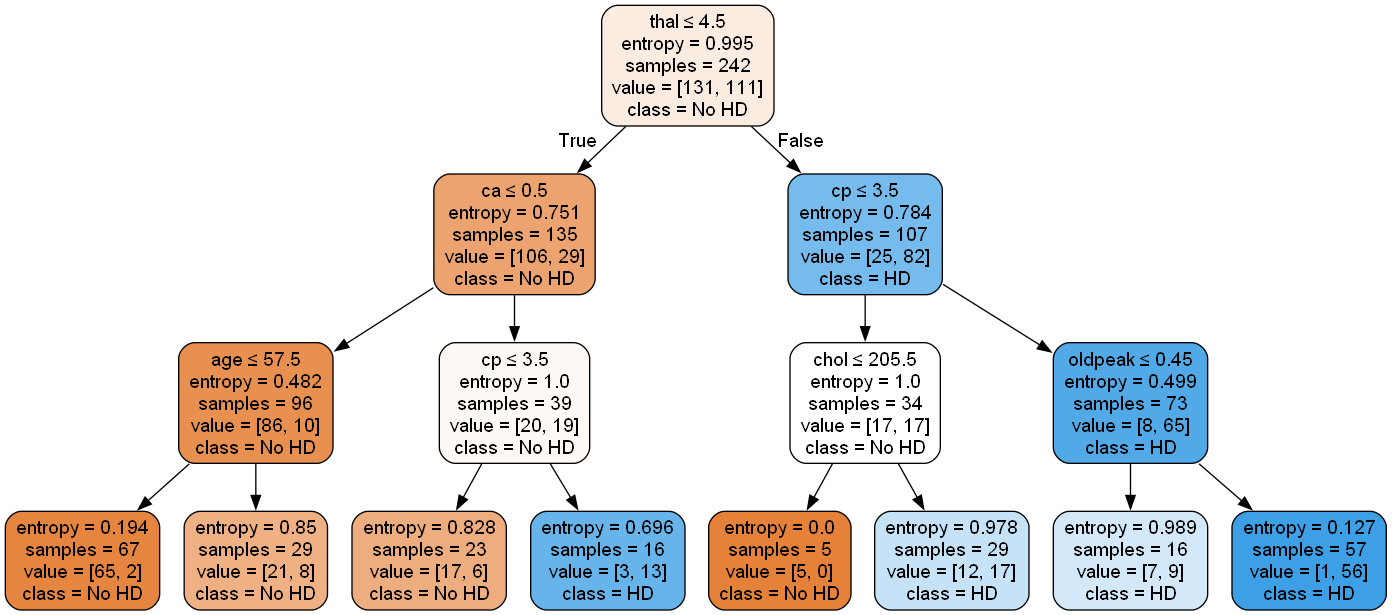 thal ≤ 4.5
entropy = 0.995
samples = 242
value = [131, 111]
class = No HD
True
False
ca ≤ 0.5
entropy = 0.751
samples = 135
value = [106, 29]
class = No HD
cp ≤ 3.5
entropy = 0.784
samples = 107
value = [25, 82]
class = HD
age ≤ 57.5
entropy = 0.482
samples = 96
value = [86, 10]
class = No HD
cp ≤ 3.5
entropy = 1.0
samples = 39
value = [20, 19]
class = No HD
chol ≤ 205.5
entropy = 1.0
samples = 34
value = [17, 17]
class = No HD
oldpeak ≤ 0.45
entropy = 0.499
samples = 73
value = [8, 65]
class = HD
entropy = 0.194
samples = 67
value = [65, 2]
class = No HD
entropy = 0.85
samples = 29
value = [21, 8]
class = No HD
entropy = 0.828
samples = 23
value = [17, 6]
class = No HD
entropy = 0.696
samples = 16
value = [3, 13]
class = HD
entropy = 0.0
samples = 5
value = [5, 0]
class = No HD
entropy = 0.978
samples = 29
value = [12, 17]
class = HD
entropy = 0.989
samples = 16
value = [7, 9]
class = HD
entropy = 0.127
samples = 57
value = [1, 56]
class = HD